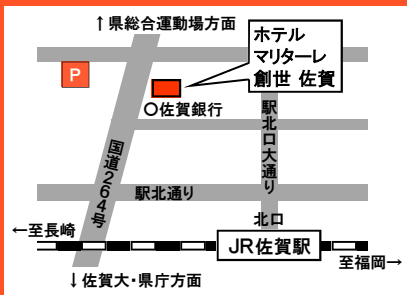 ↑県総合運動場方面
ホテル
マリターレ
創世 佐賀
P
佐賀銀行
駅北口大通り
国道264号
駅北通り
北口
←至長崎
JR佐賀駅
至福岡→
↓佐賀大・県庁方面